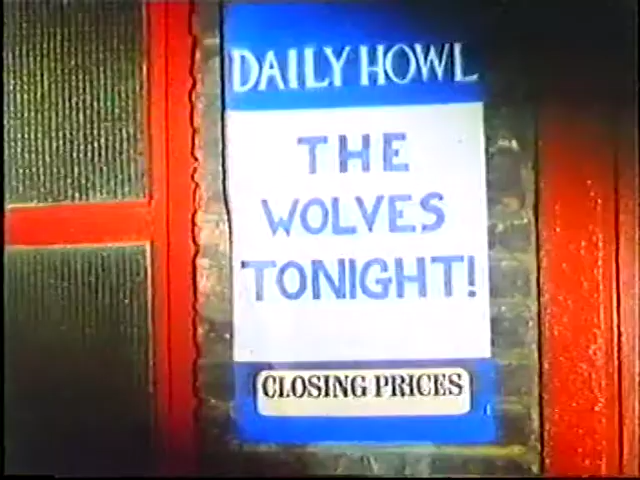 DAILY HOWL
THE
WOLVES
TONIGHT!
CLOSING PRICES